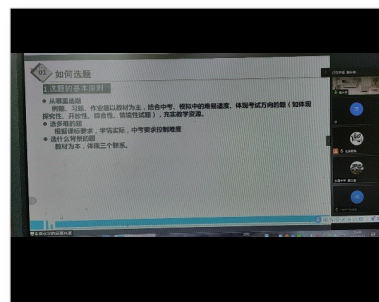 01 如何选题
1 选题的基本原则
● 从哪里选题
例题、习题、作业题以教材为主，结合中考、模拟中的难易适度、体现考试方向的题（如体现
探究性、开放性、综合性、情境性试题），充实教学资源。
● 选多难的题
根据课标要求，学情实际，中考要求控制难度
● 选什么背景的题
教材为本，体现三个联系。